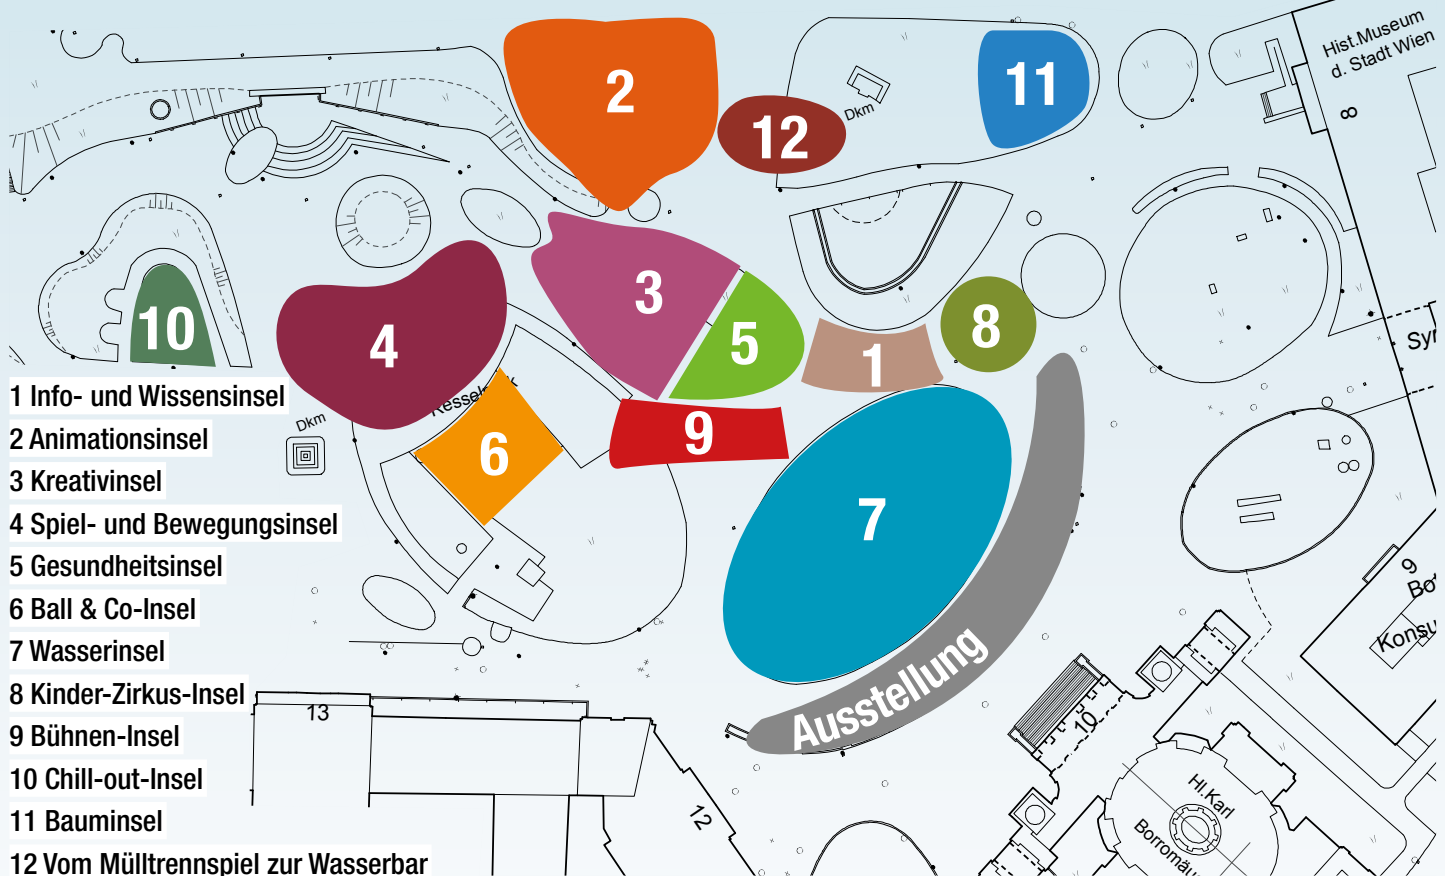 2
11
12
Dkm
Hist.Museum
d. Stadt Wien
8
10
4
3
5
1
8
Dkm
6
9
7
9
Ausstellung
1 Info- und Wissensinsel
2 Animationsinsel
3 Kreativinsel
4 Spiel- und Bewegungsinsel
5 Gesundheitsinsel
6 Ball & Co-Insel
7 Wasserinsel
8 Kinder-Zirkus-Insel
9 Bühnen-Insel
10 Chill-out-Insel
11 Bauminsel
12 Vom Mülltrennspiel zur Wasserbar
13
12
10
Hl.Karl